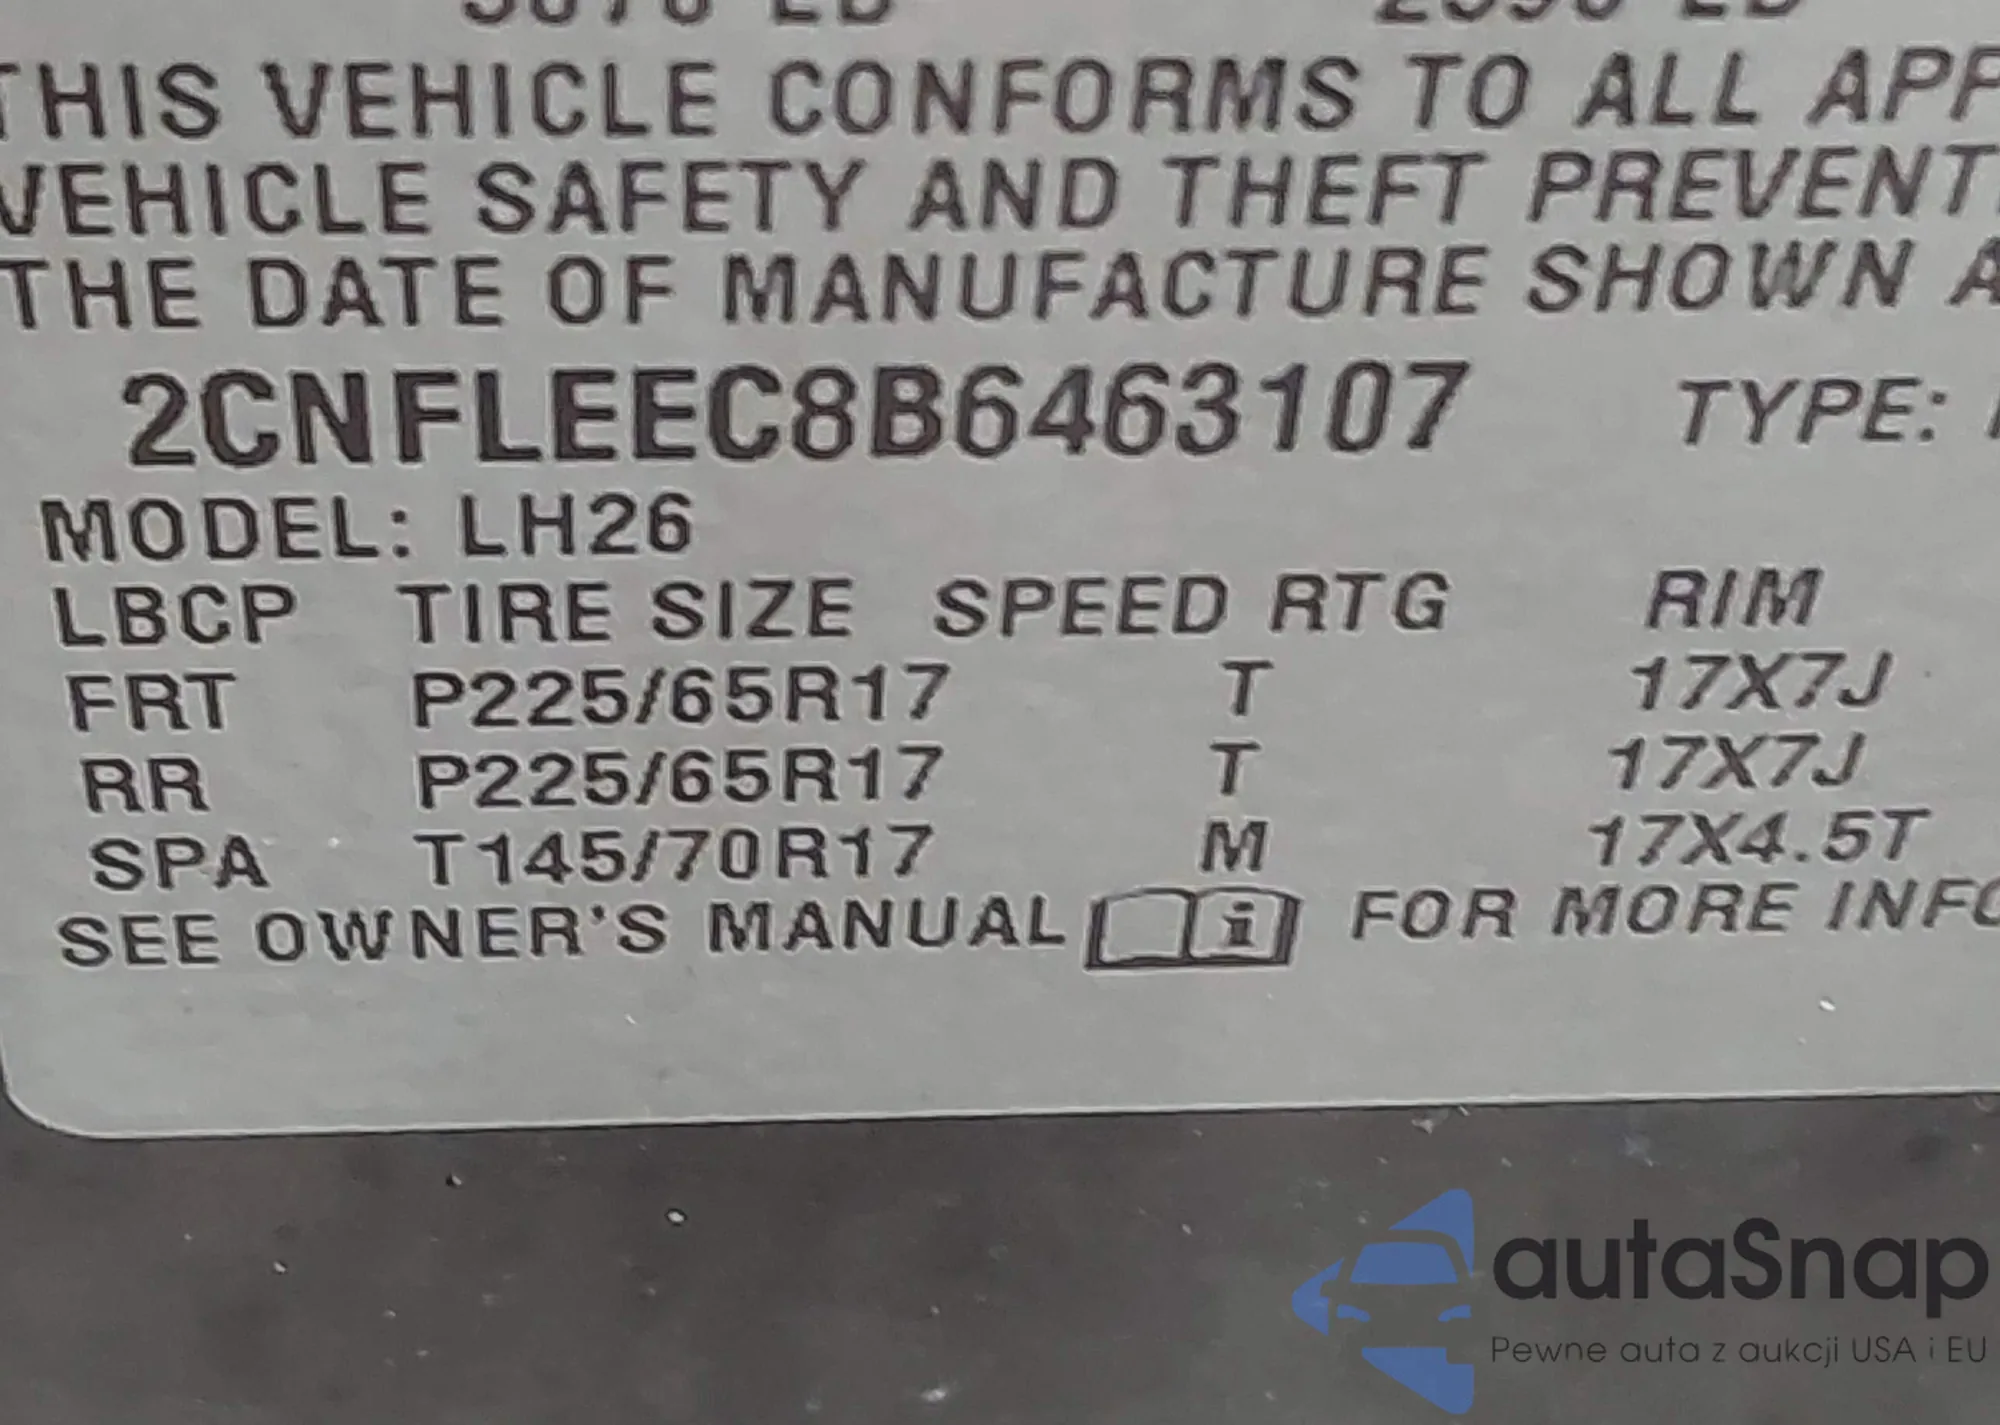 THIS VEHICLE CONFORMS TO ALL APP
VEHICLE SAFETY AND THEFT PREVENT
THE DATE OF MANUFACTURE SHOWN A
2CNFLEEC8B6463107 TYPE:
MODEL: LH26
LBCP TIRE SIZE SPEED RTG RIM
FRT P225/65R17 T 17X7J
RR P225/65R17 T 17X7J
SPA T145/70R17 M 17X4.5T
SEE OWNER'S MANUAL i FOR MORE INFO
autaSnap
Pewne auta z aukcji USA i EU